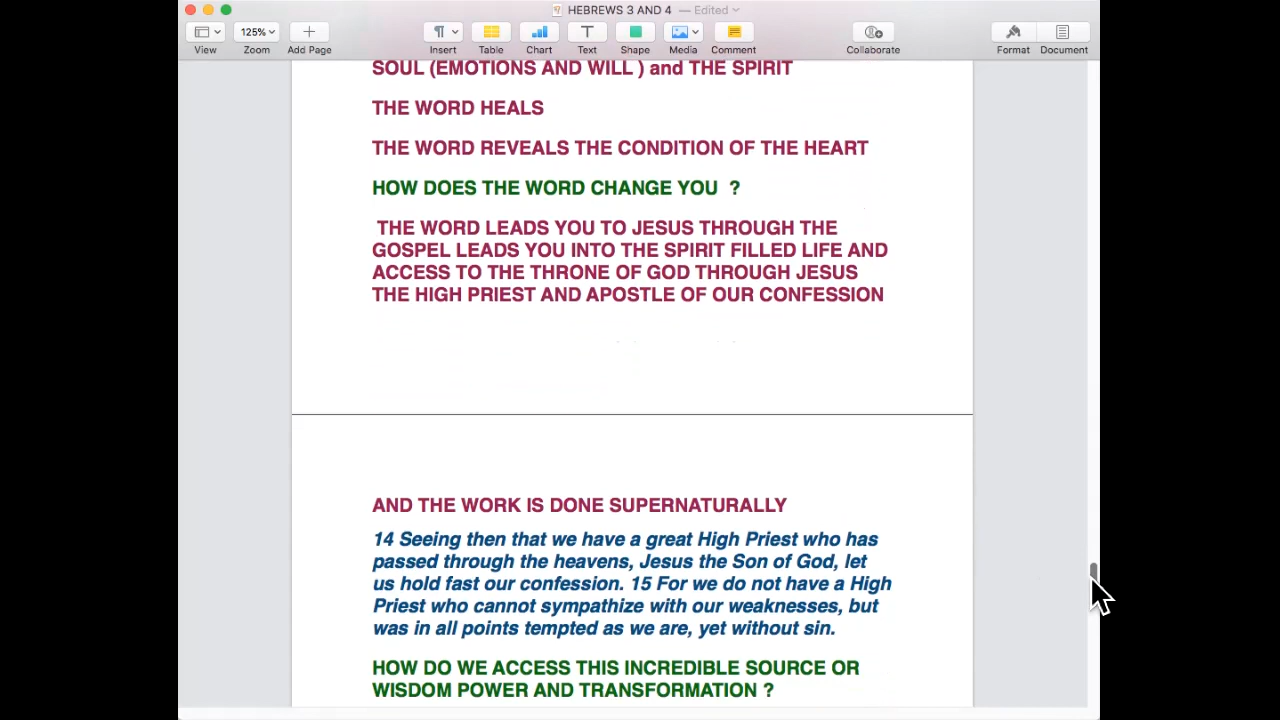 HEBREWS 3 AND 4 — Edited
125%
View Zoom Add Page Insert Table Chart Text Shape Media Comment Collaborate Format Document
SOUL (EMOTIONS AND WILL ) and THE SPIRIT
THE WORD HEALS
THE WORD REVEALS THE CONDITION OF THE HEART
HOW DOES THE WORD CHANGE YOU  ?
THE WORD LEADS YOU TO JESUS THROUGH THE
GOSPEL LEADS YOU INTO THE SPIRIT FILLED LIFE AND
ACCESS TO THE THRONE OF GOD THROUGH JESUS
THE HIGH PRIEST AND APOSTLE OF OUR CONFESSION
AND THE WORK IS DONE SUPERNATURALLY
14 Seeing then that we have a great High Priest who has
passed through the heavens, Jesus the Son of God, let
us hold fast our confession. 15 For we do not have a High
Priest who cannot sympathize with our weaknesses, but
was in all points tempted as we are, yet without sin.
HOW DO WE ACCESS THIS INCREDIBLE SOURCE OR
WISDOM POWER AND TRANSFORMATION ?